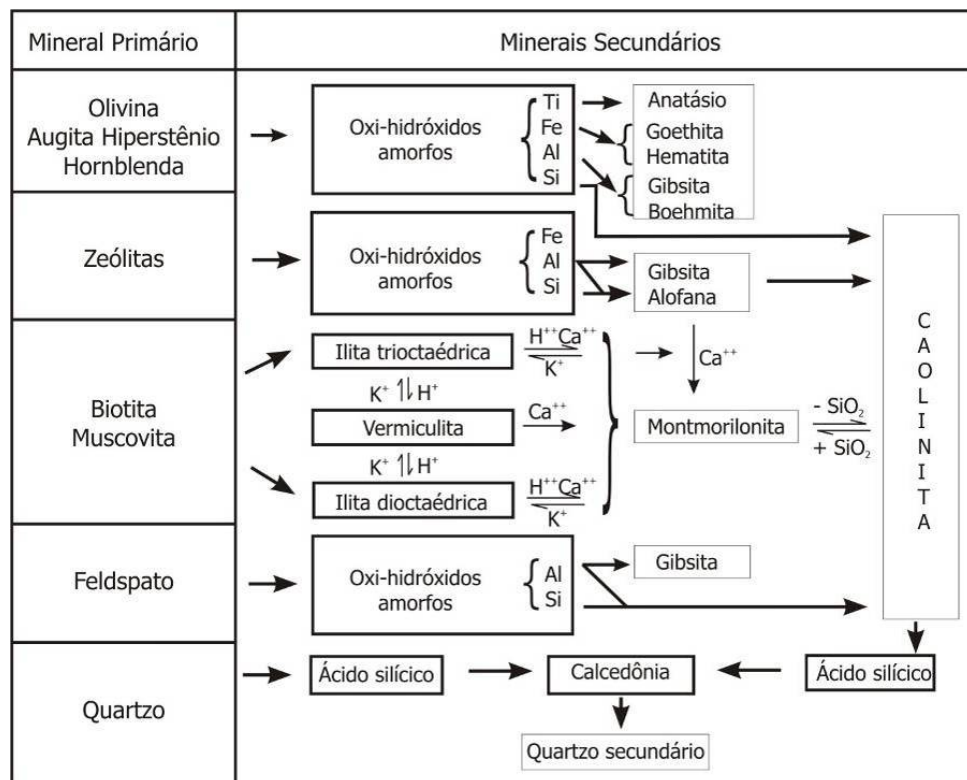 Mineral Primário
Minerais Secundários
Olivina
Augita Hiperstênio
Hornblenda
Oxi-hidróxidos
amorfos
Ti
Fe
Al
Si
Anatásio
Goethita
Hematita
Gibsita
Boehmita
Zeólitas
Oxi-hidróxidos
amorfos
Fe
Al
Si
Gibsita
Alofana
Ca⁺⁺
Biotita
Muscovita
Ilita trioctaédrica
H⁺⁺Ca⁺⁺
K⁺
K⁺ H⁺
Vermiculita
Ca⁺⁺
K⁺ H⁺
Ilita dioctaédrica
H⁺⁺Ca⁺⁺
K⁺
Montmorilonita
- SiO₂
+ SiO₂
CAOLINITA
Feldspato
Oxi-hidróxidos
amorfos
Al
Si
Gibsita
Quartzo
Ácido silícico
Calcedônia
Ácido silícico
Quartzo secundário